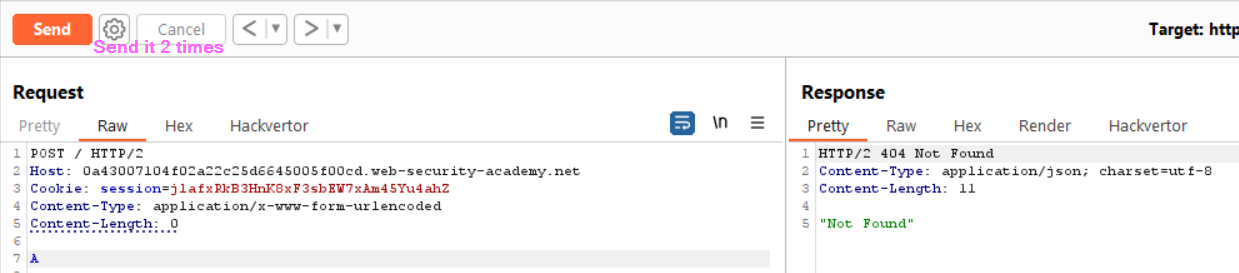 Send Cancel < > Target: http
Send it 2 times
Request
Pretty Raw Hex Hackvertor \n
1 POST / HTTP/2
2 Host: 0a43007104f02a22c25d6645005f00cd.web-security-academy.net
3 Cookie: session=jlafxRkB3HnK8xF3sbEW7xAm45Yu4ahZ
4 Content-Type: application/x-www-form-urlencoded
5 Content-Length: 0
6
7 A
Response
Pretty Raw Hex Render Hackvertor
1 HTTP/2 404 Not Found
2 Content-Type: application/json; charset=utf-8
3 Content-Length: 11
4
5 "Not Found"